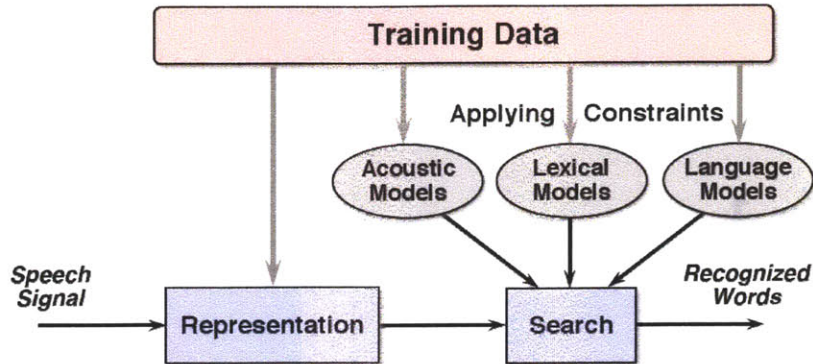 Training Data
Applying Constraints
Acoustic
Models
Lexical
Models
Language
Models
Speech
Signal
Representation
Search
Recognized
Words